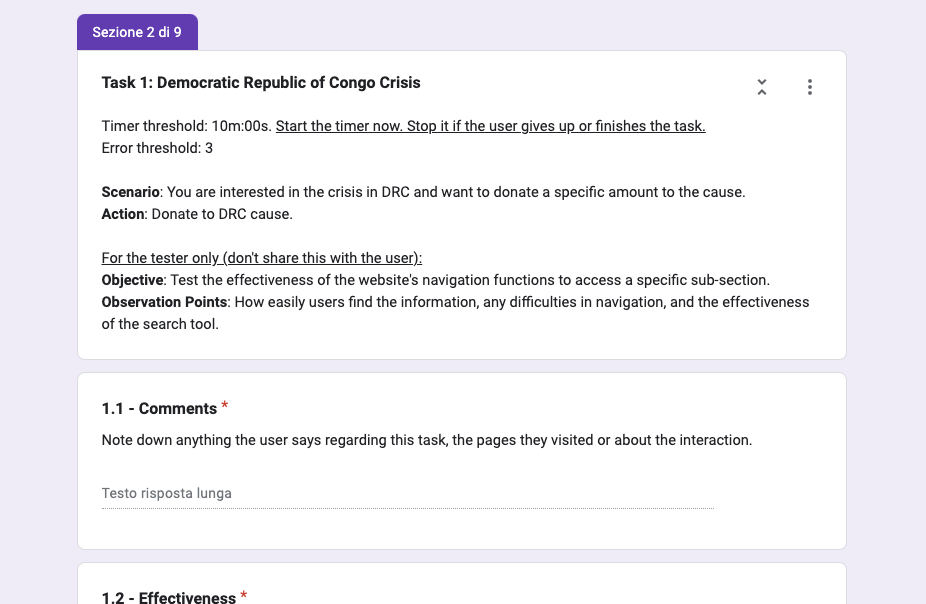 Sezione 2 di 9
Task 1: Democratic Republic of Congo Crisis
Timer threshold: 10m:00s. Start the timer now. Stop it if the user gives up or finishes the task.
Error threshold: 3
Scenario: You are interested in the crisis in DRC and want to donate a specific amount to the cause.
Action: Donate to DRC cause.
For the tester only (don't share this with the user):
Objective: Test the effectiveness of the website's navigation functions to access a specific sub-section.
Observation Points: How easily users find the information, any difficulties in navigation, and the effectiveness
of the search tool.
1.1 - Comments *
Note down anything the user says regarding this task, the pages they visited or about the interaction.
Testo risposta lunga
1.2 - Effectiveness *